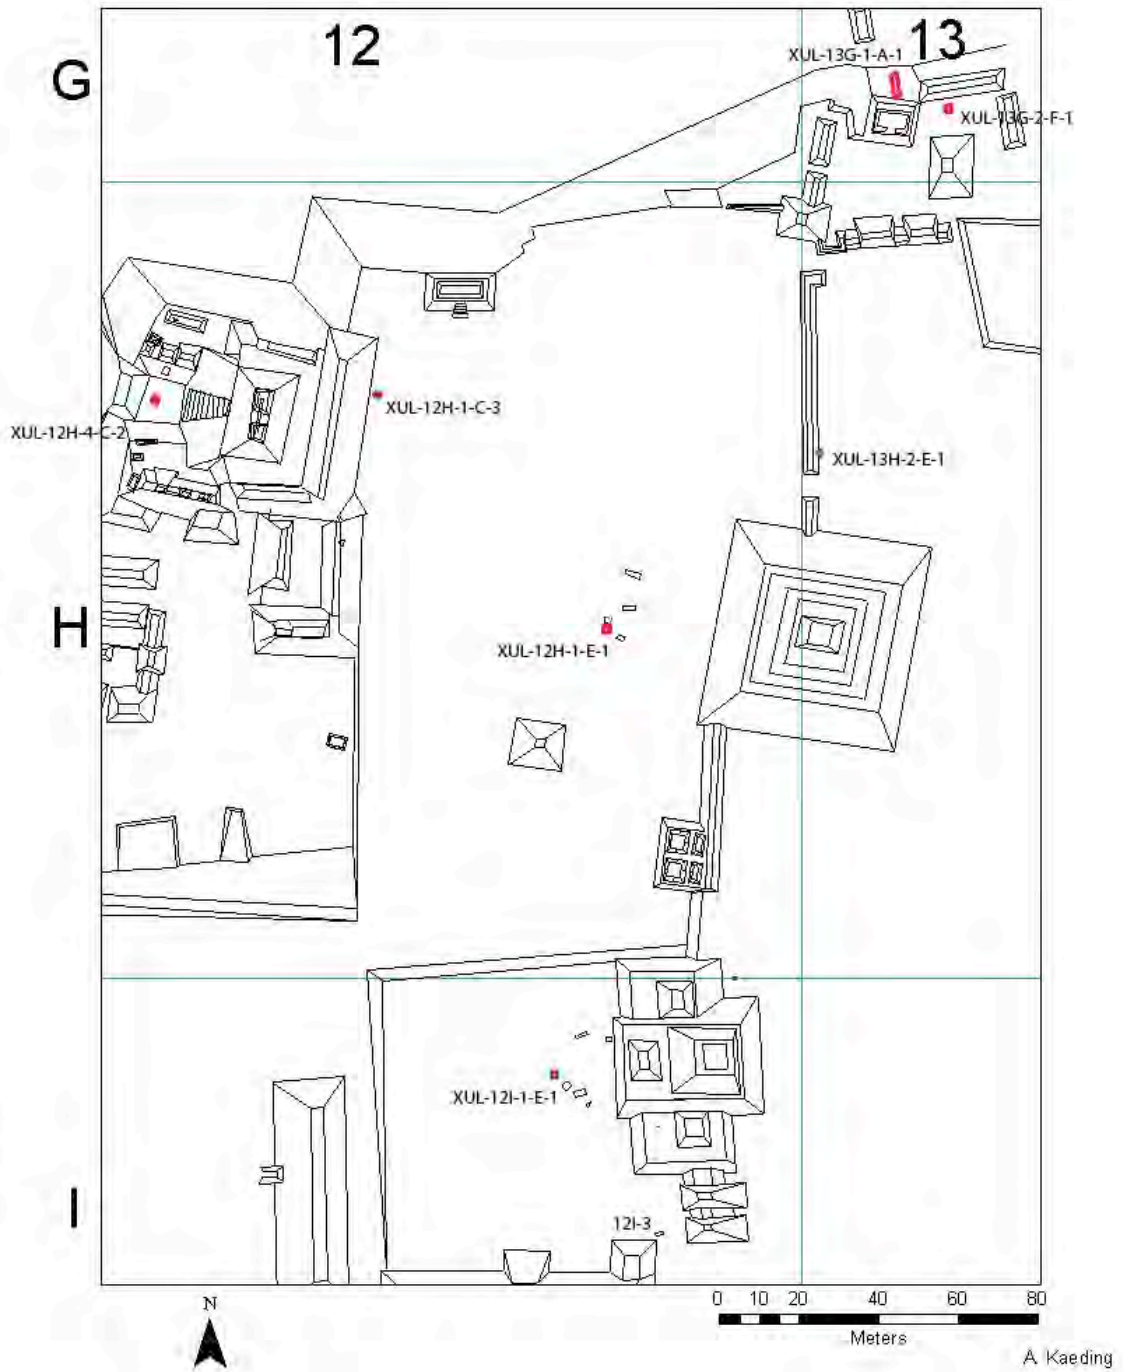 12
13
G
XUL-13G-1-A-1
XUL-13G-2-F-1
XUL-12H-1-C-3
XUL-12H-4-C-2
XUL-13H-2-E-1
H
XUL-12H-1-E-1
XUL-12I-1-E-1
I
12I-3
N
0 10 20 40 60 80
Meters
A. Kaeding